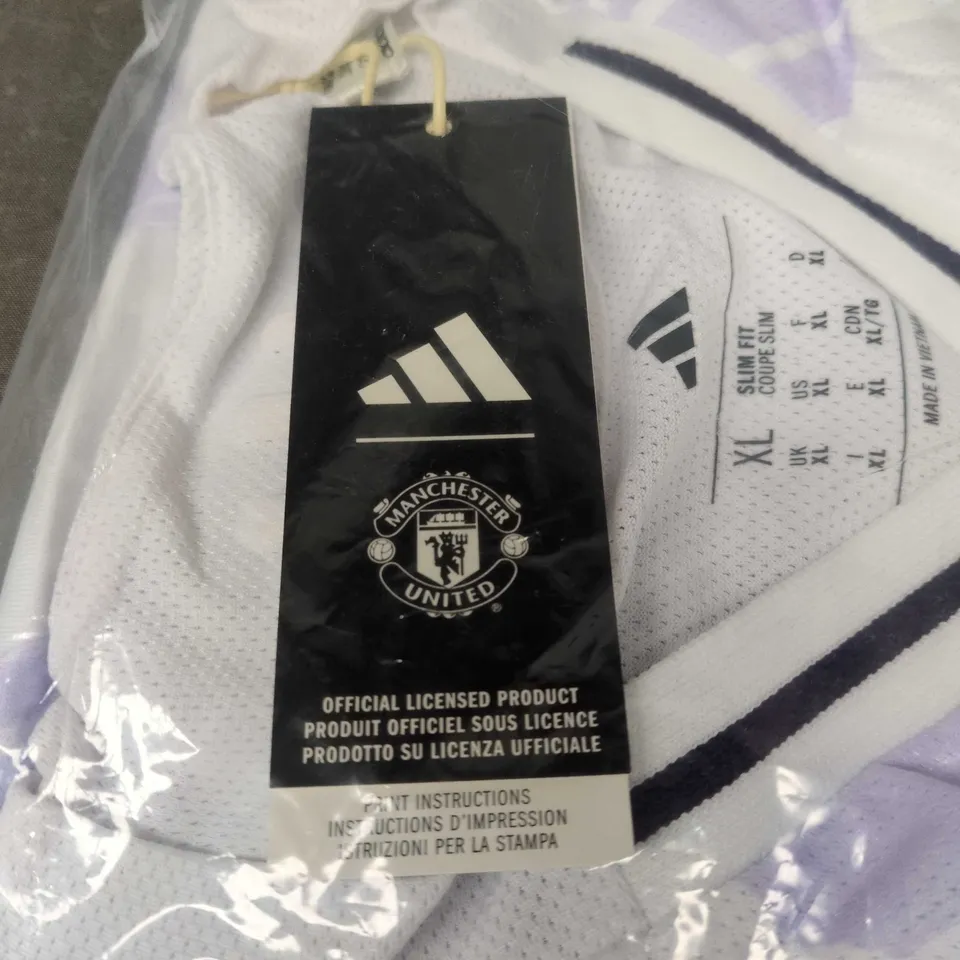 MANCHESTER
UNITED
®
OFFICIAL LICENSED PRODUCT
PRODUIT OFFICIEL SOUS LICENCE
PRODOTTO SU LICENZA UFFICIALE
PRINT INSTRUCTIONS
INSTRUCTIONS D'IMPRESSION
ISTRUZIONI PER LA STAMPA
XL SLIM FIT
COUPE SLIM
UK US F D
XL XL XL XL
I E CDN
XL XL XL/TG
MADE IN VIETNAM